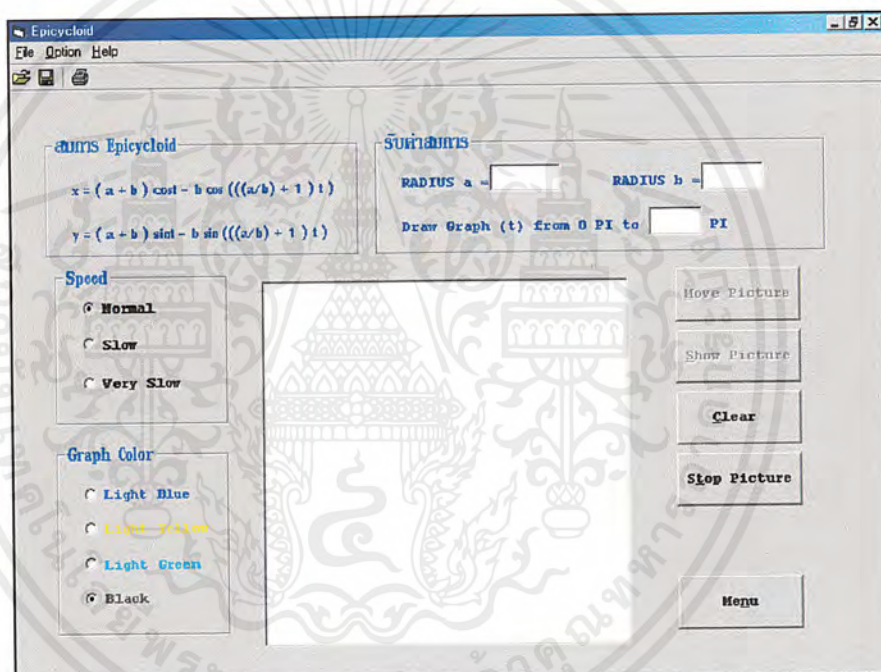 Epicycloid
File Option Help
สมการ Epicycloid
x = ( a + b ) cost - b cos (((a/b) + 1 ) t )
y = ( a + b ) sint - b sin (((a/b) + 1 ) t )
รับค่าสมการ
RADIUS a =
RADIUS b =
Draw Graph (t) from 0 PI to PI
Speed
Normal
Slow
Very Slow
Graph Color
Light Blue
Light Yellow
Light Green
Black
Move Picture
Show Picture
Clear
Stop Picture
Menu